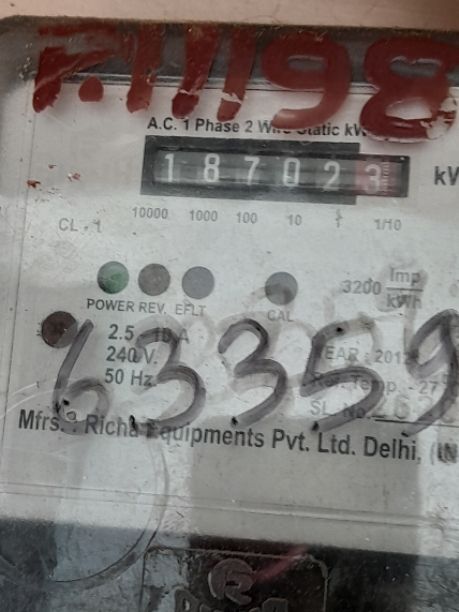 A.C. 1 Phase 2 Wire Static kW
187023 kW
10000 1000 100 10 1 1/10
CL - 1
3200 Imp/kWh
POWER REV. EFLT CAL
63359
2.5 - 10 A
240 V.
50 Hz.
YEAR : 2012
Ref. Temp. - 27
SL. No.
Mfrs. : Richa Equipments Pvt. Ltd. Delhi, (IN